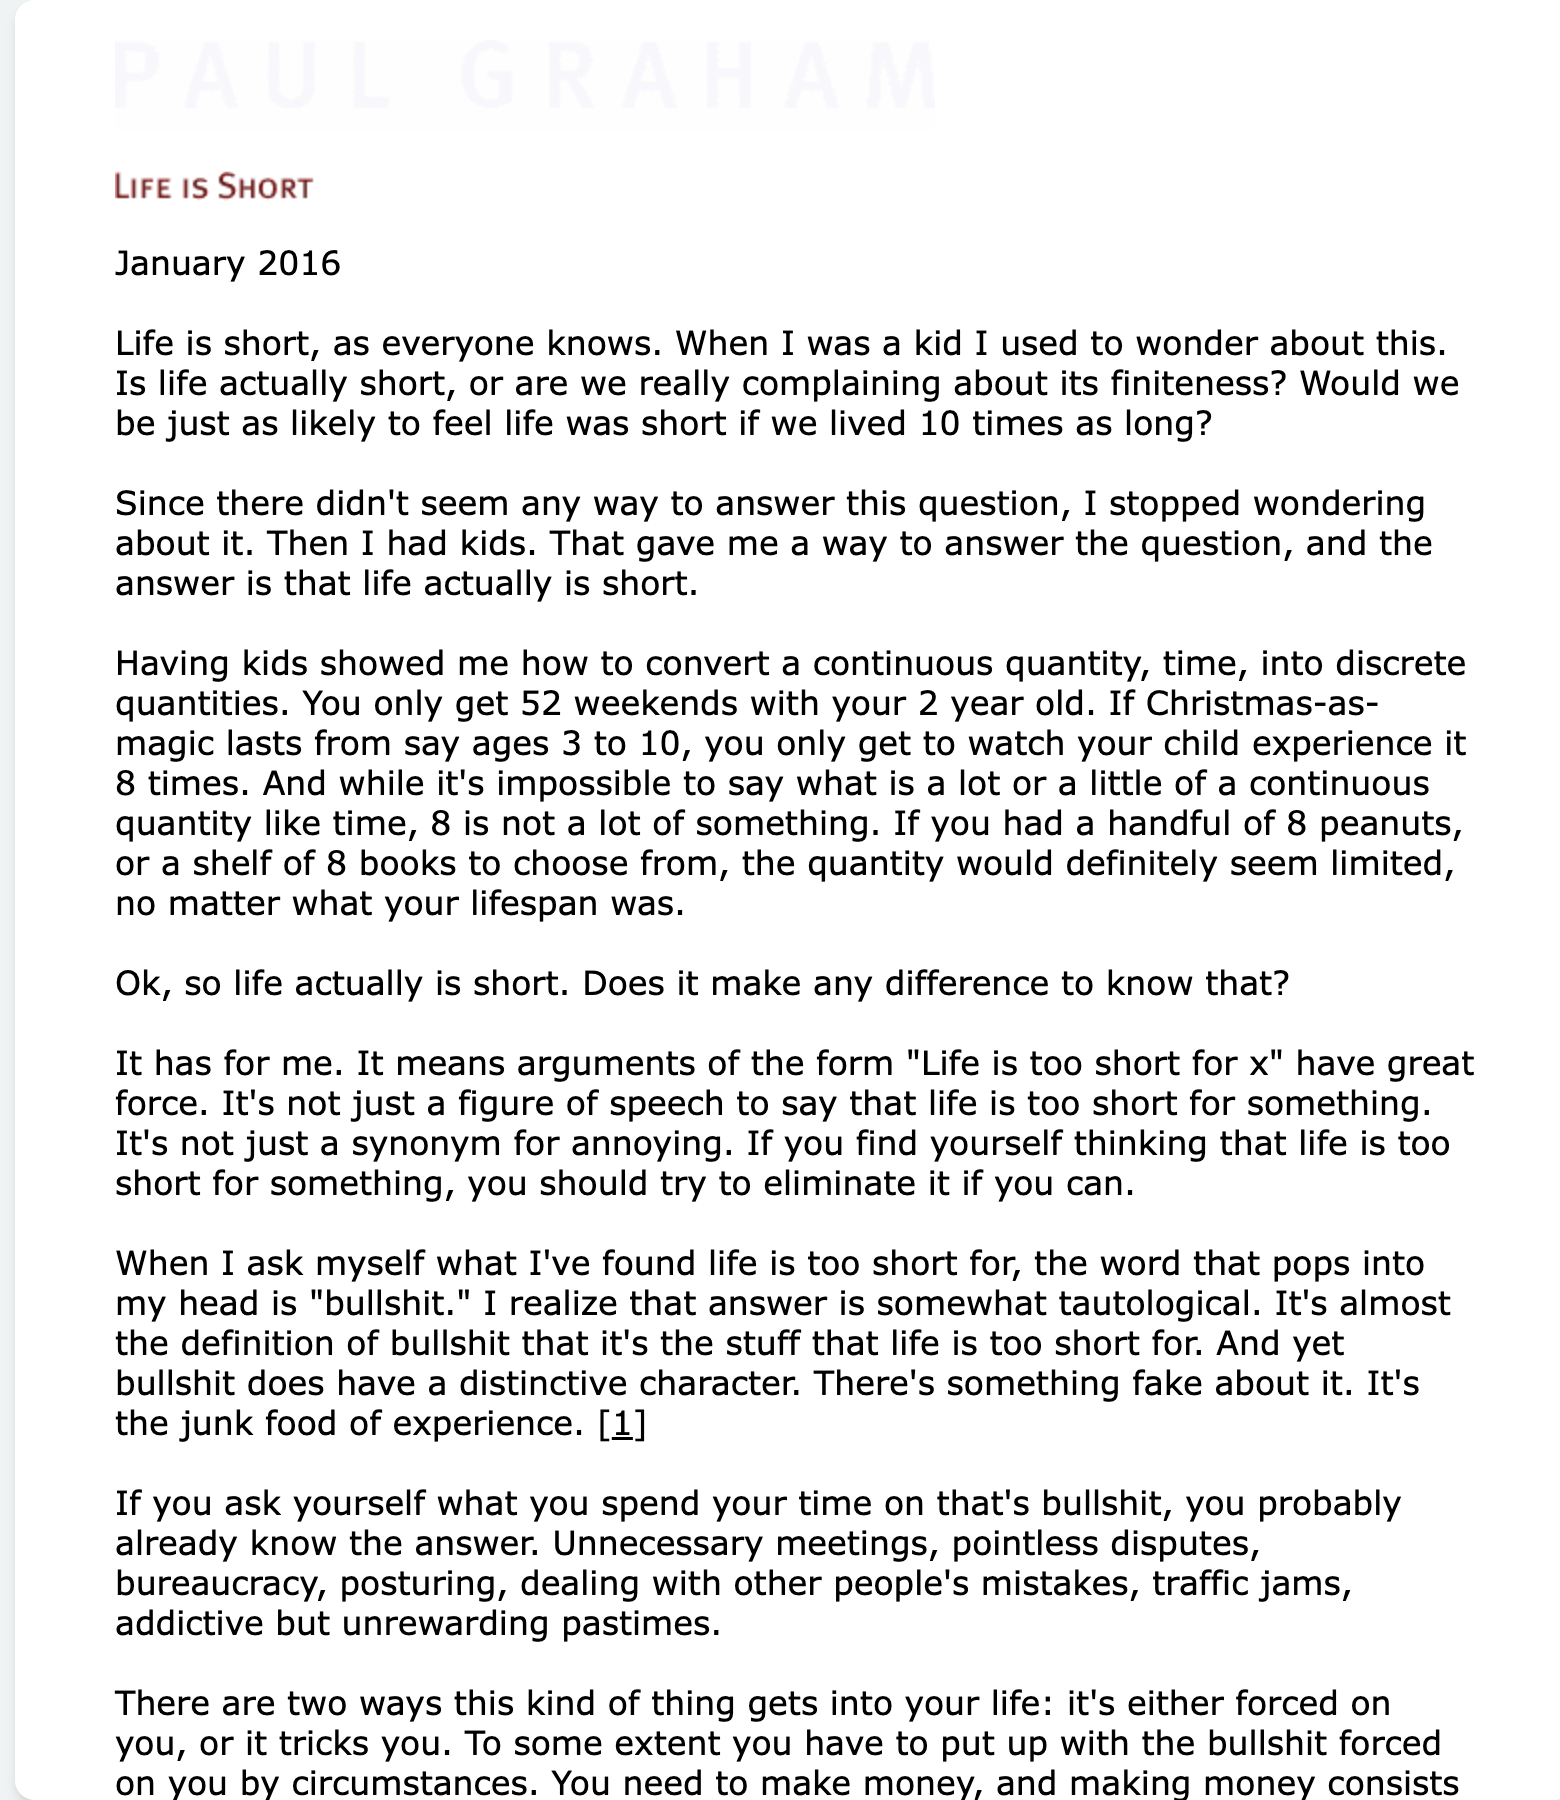 PAUL GRAHAM
Life is Short
January 2016
Life is short, as everyone knows. When I was a kid I used to wonder about this.
Is life actually short, or are we really complaining about its finiteness? Would we
be just as likely to feel life was short if we lived 10 times as long?
Since there didn't seem any way to answer this question, I stopped wondering
about it. Then I had kids. That gave me a way to answer the question, and the
answer is that life actually is short.
Having kids showed me how to convert a continuous quantity, time, into discrete
quantities. You only get 52 weekends with your 2 year old. If Christmas-as-
magic lasts from say ages 3 to 10, you only get to watch your child experience it
8 times. And while it's impossible to say what is a lot or a little of a continuous
quantity like time, 8 is not a lot of something. If you had a handful of 8 peanuts,
or a shelf of 8 books to choose from, the quantity would definitely seem limited,
no matter what your lifespan was.
Ok, so life actually is short. Does it make any difference to know that?
It has for me. It means arguments of the form "Life is too short for x" have great
force. It's not just a figure of speech to say that life is too short for something.
It's not just a synonym for annoying. If you find yourself thinking that life is too
short for something, you should try to eliminate it if you can.
When I ask myself what I've found life is too short for, the word that pops into
my head is "bullshit." I realize that answer is somewhat tautological. It's almost
the definition of bullshit that it's the stuff that life is too short for. And yet
bullshit does have a distinctive character. There's something fake about it. It's
the junk food of experience. [1]
If you ask yourself what you spend your time on that's bullshit, you probably
already know the answer. Unnecessary meetings, pointless disputes,
bureaucracy, posturing, dealing with other people's mistakes, traffic jams,
addictive but unrewarding pastimes.
There are two ways this kind of thing gets into your life: it's either forced on
you, or it tricks you. To some extent you have to put up with the bullshit forced
on you by circumstances. You need to make money, and making money consists